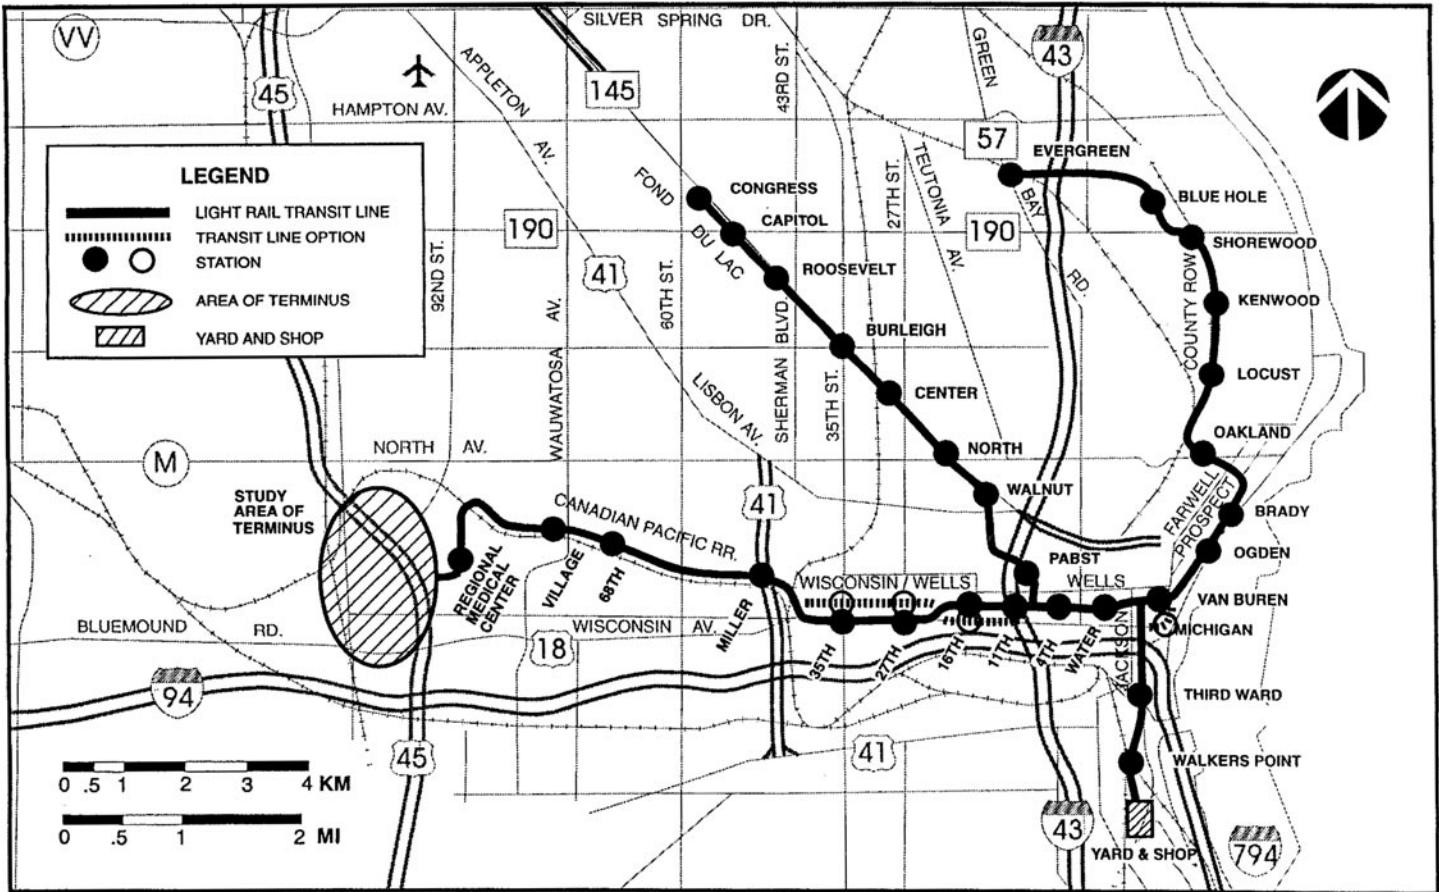 SILVER SPRING DR.
VV
45
145
43
43RD ST.
GREEN
BAY
RD.
APPLETON
AV.
HAMPTON AV.
57
EVERGREEN
LEGEND
LIGHT RAIL TRANSIT LINE
TRANSIT LINE OPTION
STATION
AREA OF TERMINUS
YARD AND SHOP
92ND ST.
190
41
WAUWATOSA AV.
60TH ST.
FOND
DU LAC
CONGRESS
CAPITOL
ROOSEVELT
BURLEIGH
CENTER
NORTH
WALNUT
PABST
27TH ST.
TEUTONIA
AV.
190
BLUE HOLE
SHOREWOOD
KENWOOD
COUNTY ROW
LOCUST
OAKLAND
FARWELL
PROSPECT
BRADY
OGDEN
VAN BUREN
MICHIGAN
SHERMAN BLVD.
35TH ST.
LISBON AV.
NORTH AV.
M
STUDY
AREA OF
TERMINUS
41
CANADIAN PACIFIC RR.
REGIONAL
MEDICAL
CENTER
VILLAGE
68TH
MILLER
WISCONSIN / WELLS
WELLS
BLUEMOUND RD.
18
WISCONSIN AV.
35TH
27TH
16TH
11TH
4TH
WATER
JACKSON
THIRD WARD
WALKERS POINT
YARD & SHOP
94
45
41
43
794
0 .5 1 2 3 4 KM
0 .5 1 2 MI